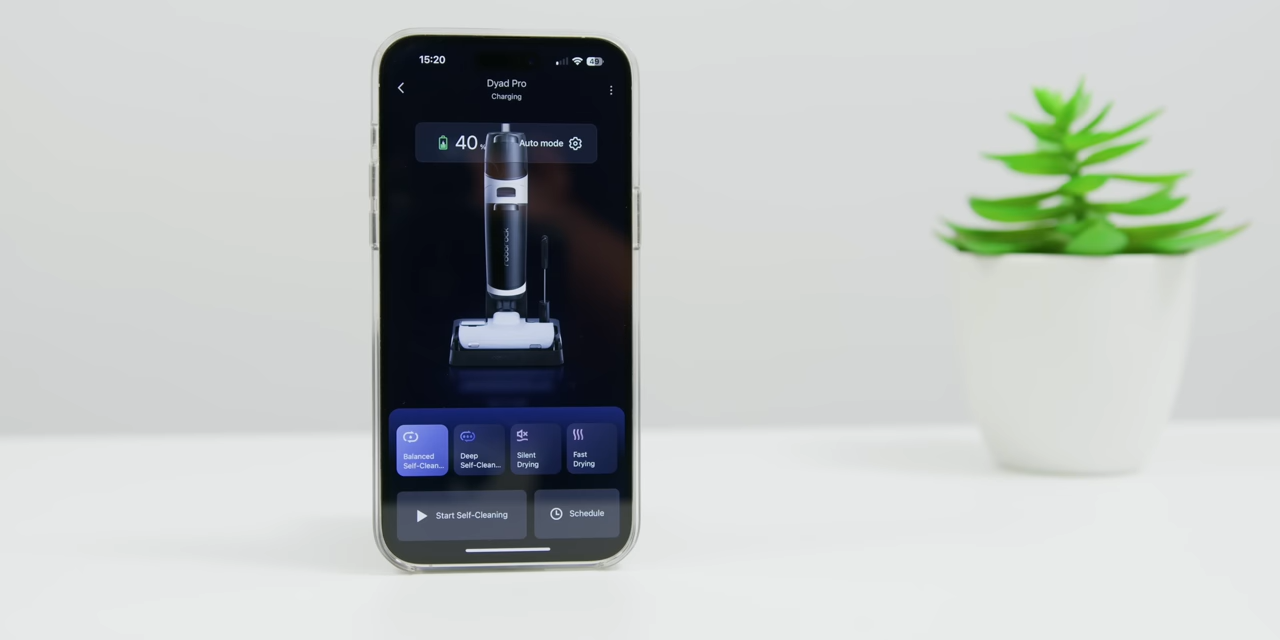 15:20
49
Dyad Pro
Charging
40 %
Auto mode
roborock
Balanced
Self-Clean...
Deep
Self-Clean...
Silent
Drying
Fast
Drying
Start Self-Cleaning
Schedule